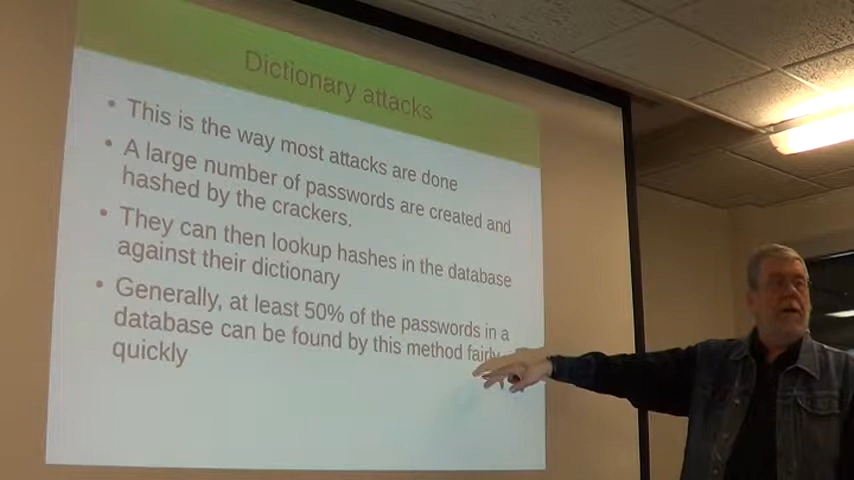 Dictionary attacks
• This is the way most attacks are done
• A large number of passwords are created and
hashed by the crackers.
• They can then lookup hashes in the database
against their dictionary
• Generally, at least 50% of the passwords in a
database can be found by this method fairly
quickly